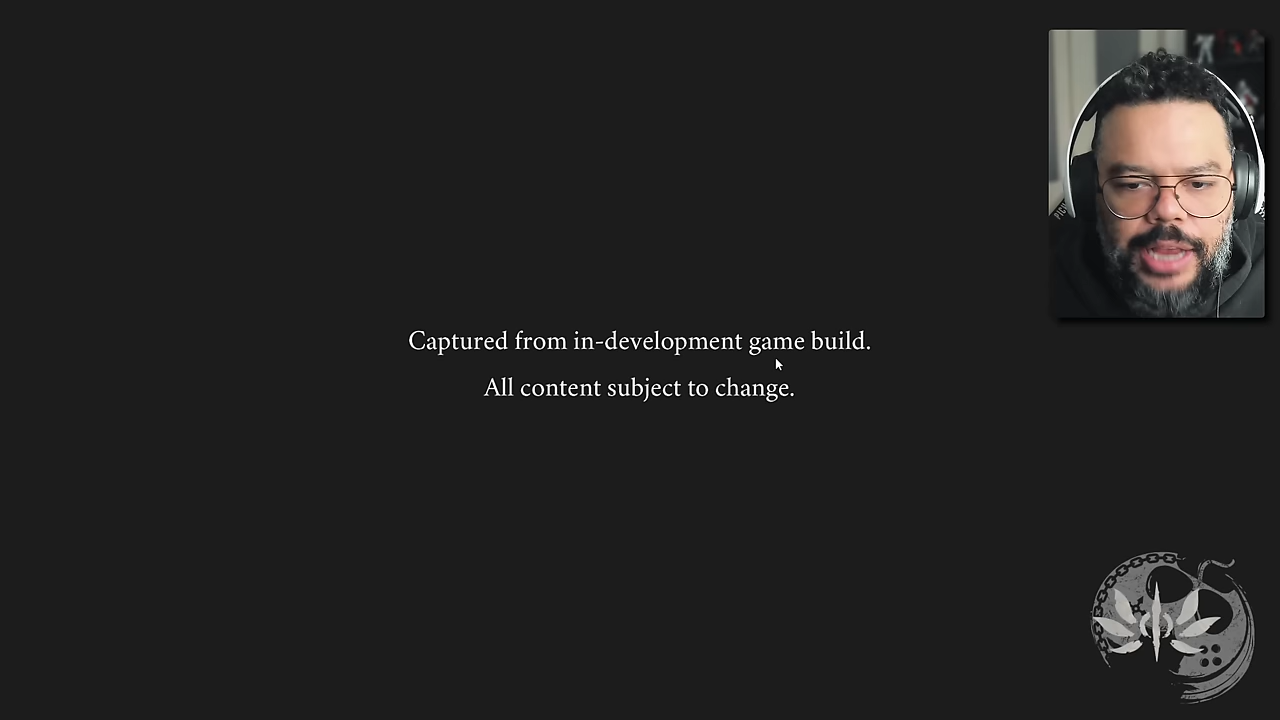 Captured from in-development game build.
All content subject to change.